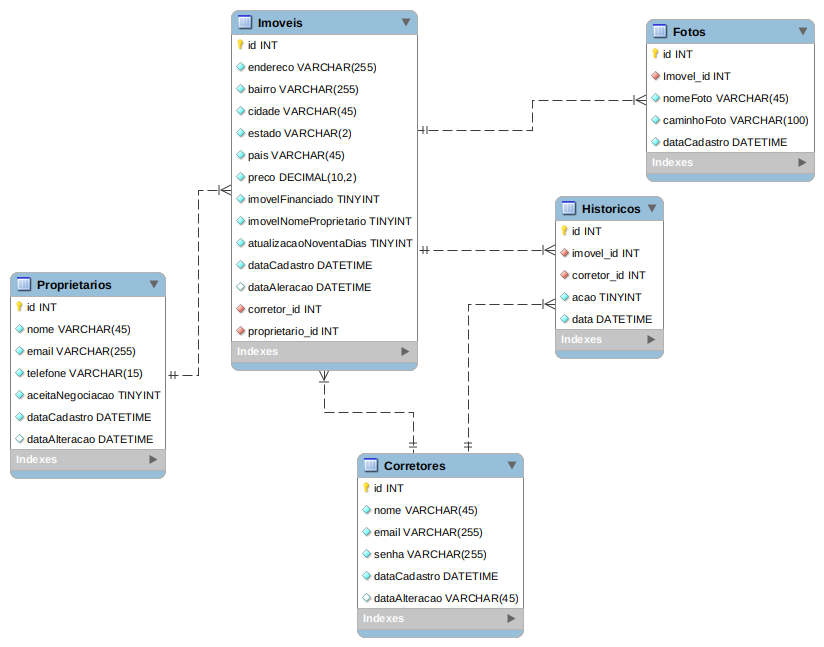 Imoveis
id INT
endereco VARCHAR(255)
bairro VARCHAR(255)
cidade VARCHAR(45)
estado VARCHAR(2)
pais VARCHAR(45)
preco DECIMAL(10,2)
imovelFinanciado TINYINT
imovelNomeProprietario TINYINT
atualizacaoNoventaDias TINYINT
dataCadastro DATETIME
dataAleracao DATETIME
corretor_id INT
proprietario_id INT
Indexes
Fotos
id INT
Imovel_id INT
nomeFoto VARCHAR(45)
caminhoFoto VARCHAR(100)
dataCadastro DATETIME
Indexes
Historicos
id INT
imovel_id INT
corretor_id INT
acao TINYINT
data DATETIME
Indexes
Proprietarios
id INT
nome VARCHAR(45)
email VARCHAR(255)
telefone VARCHAR(15)
aceitaNegociacao TINYINT
dataCadastro DATETIME
dataAlteracao DATETIME
Indexes
Corretores
id INT
nome VARCHAR(45)
email VARCHAR(255)
senha VARCHAR(255)
dataCadastro DATETIME
dataAlteracao VARCHAR(45)
Indexes